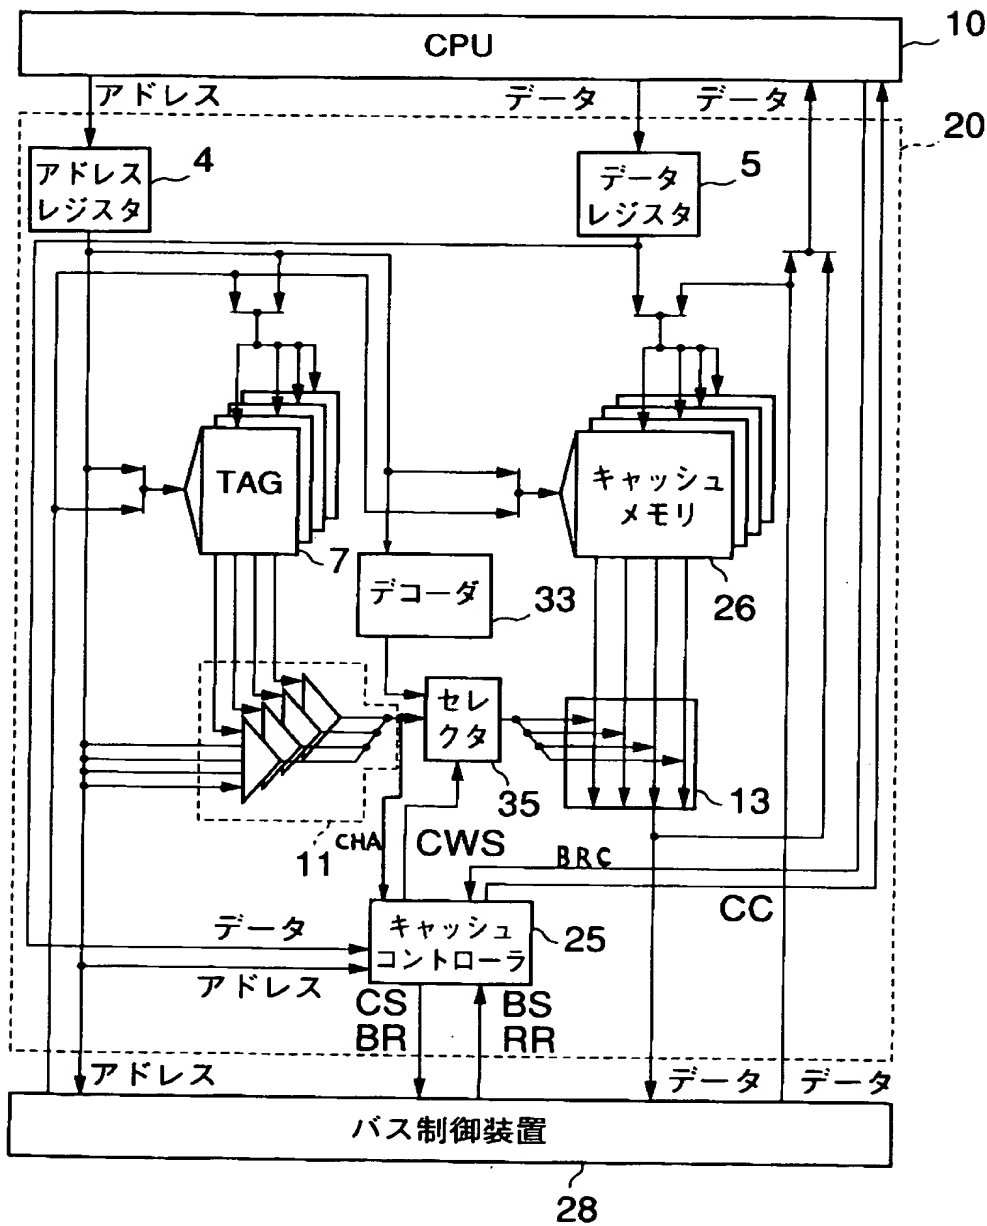 CPU
10
アドレス
データ
データ
20
アドレス
レジスタ
4
データ
レジスタ
5
TAG
7
キャッシュ
メモリ
26
デコーダ
33
セレ
クタ
35
13
11
CHA
CWS
BRC
CC
データ
アドレス
キャッシュ
コントローラ
25
CS
BR
BS
RR
アドレス
データ
データ
バス制御装置
28